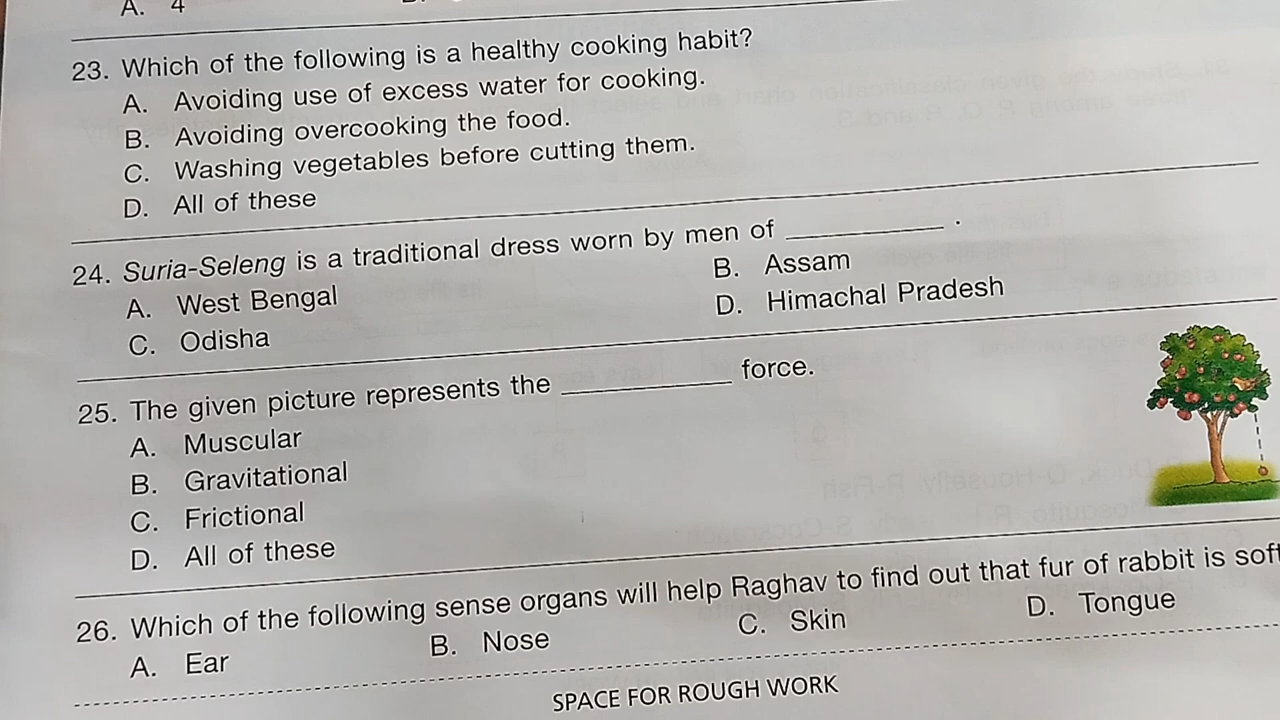 A. 4
23. Which of the following is a healthy cooking habit?
A. Avoiding use of excess water for cooking.
B. Avoiding overcooking the food.
C. Washing vegetables before cutting them.
D. All of these
24. Suria-Seleng is a traditional dress worn by men of __________ .
A. West Bengal B. Assam
C. Odisha D. Himachal Pradesh
25. The given picture represents the __________ force.
A. Muscular
B. Gravitational
C. Frictional
D. All of these
26. Which of the following sense organs will help Raghav to find out that fur of rabbit is soft
A. Ear B. Nose C. Skin D. Tongue
SPACE FOR ROUGH WORK